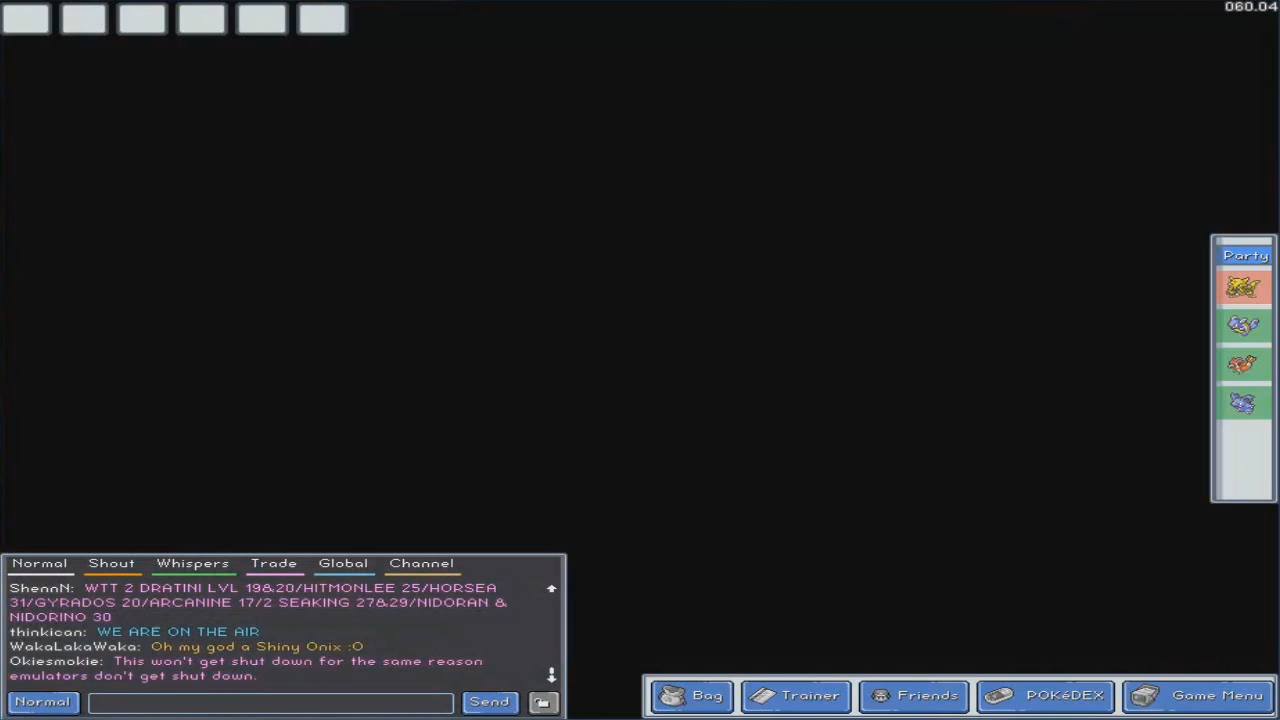 060.04
Party
Normal Shout Whispers Trade Global Channel
ShennN: WTT 2 DRATINI LVL 19&20/HITMONLEE 25/HORSEA
31/GYRADOS 20/ARCANINE 17/2 SEAKING 27&29/NIDORAN &
NIDORINO 30
thinkican: WE ARE ON THE AIR
WakaLakaWaka: Oh my god a Shiny Onix :O
Okiesmokie: This won't get shut down for the same reason
emulators don't get shut down.
Normal Send
Bag Trainer Friends POKéDEX Game Menu